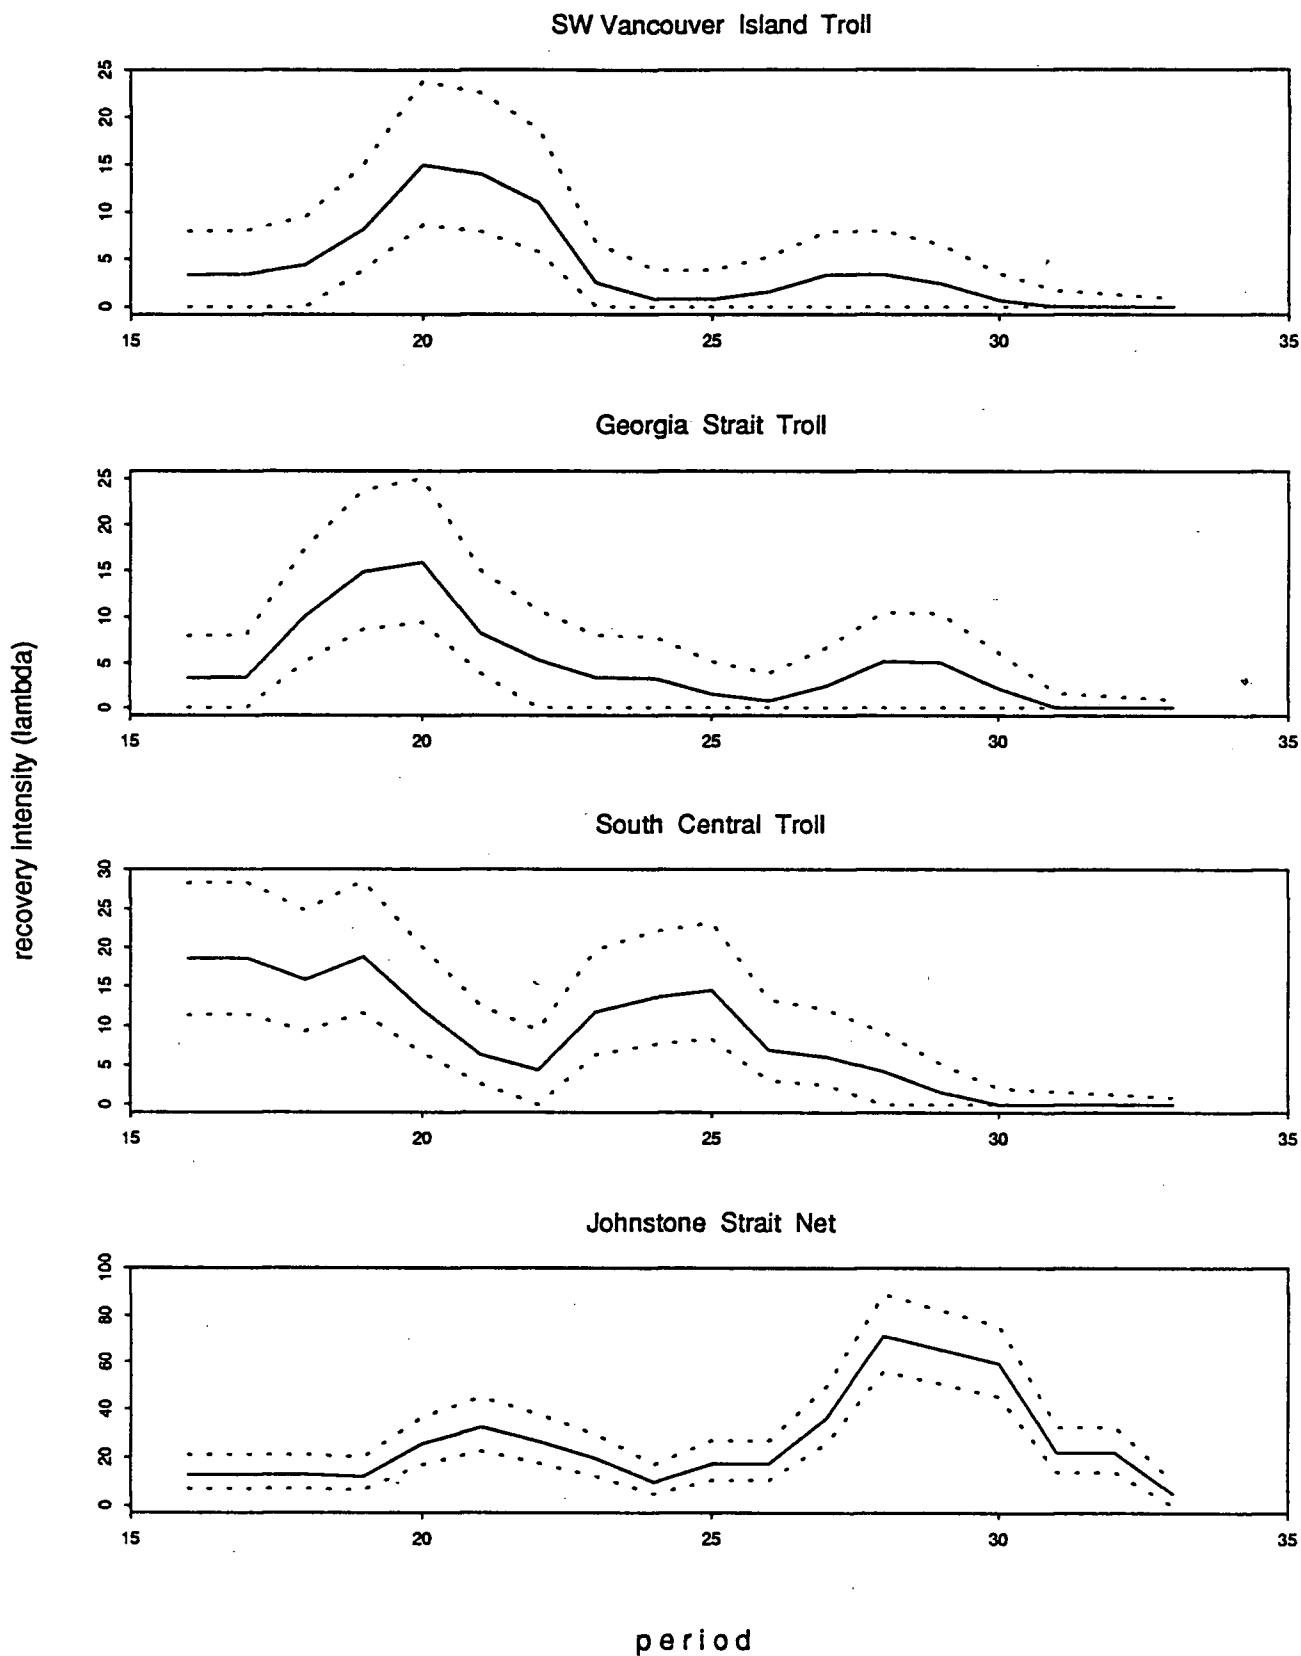 SW Vancouver Island Troll
25
20
15
10
5
0
15 20 25 30 35
Georgia Strait Troll
25
20
15
10
5
0
15 20 25 30 35
South Central Troll
30
25
20
15
10
5
0
15 20 25 30 35
Johnstone Strait Net
100
80
60
40
20
0
15 20 25 30 35
recovery intensity (lambda)
period